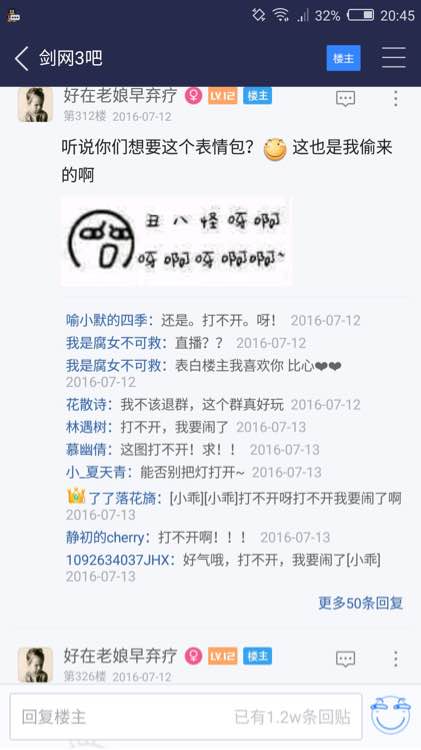 32% 20:45
剑网3吧 楼主
好在老娘早弃疗 LV.12 楼主
第312楼 2016-07-12
听说你们想要这个表情包? 这也是我偷来
的啊
丑八怪呀啊
呀啊呀啊啊~
喻小默的四季：还是。打不开。呀！ 2016-07-12
我是腐女不可救：直播？？ 2016-07-12
我是腐女不可救：表白楼主我喜欢你 比心❤❤
2016-07-12
花散诗：我不该退群，这个群真好玩 2016-07-12
林遇树：打不开，我要闹了 2016-07-13
慕幽倩：这图打不开！求！！ 2016-07-13
小_夏天青：能否别把灯打开~ 2016-07-13
了了落花旖：[小乖][小乖]打不开呀打不开我要闹了啊
2016-07-13
静初的cherry：打不开啊！！！ 2016-07-13
1092634037JHX：好气哦，打不开，我要闹了[小乖]
2016-07-13
更多50条回复
好在老娘早弃疗 LV.12 楼主
第326楼 2016-07-12
回复楼主 已有1.2w条回贴